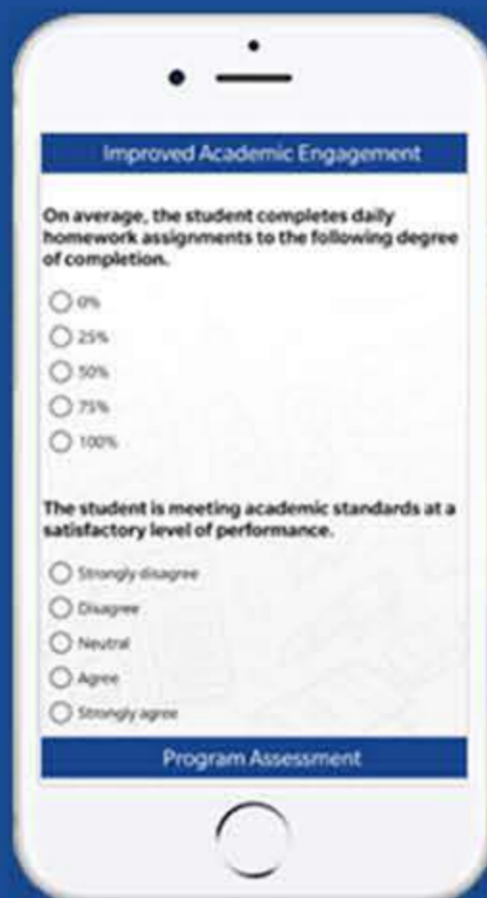 Improved Academic Engagement
On average, the student completes daily
homework assignments to the following degree
of completion.
0%
25%
50%
75%
100%
The student is meeting academic standards at a
satisfactory level of performance.
Strongly disagree
Disagree
Neutral
Agree
Strongly agree
Program Assessment